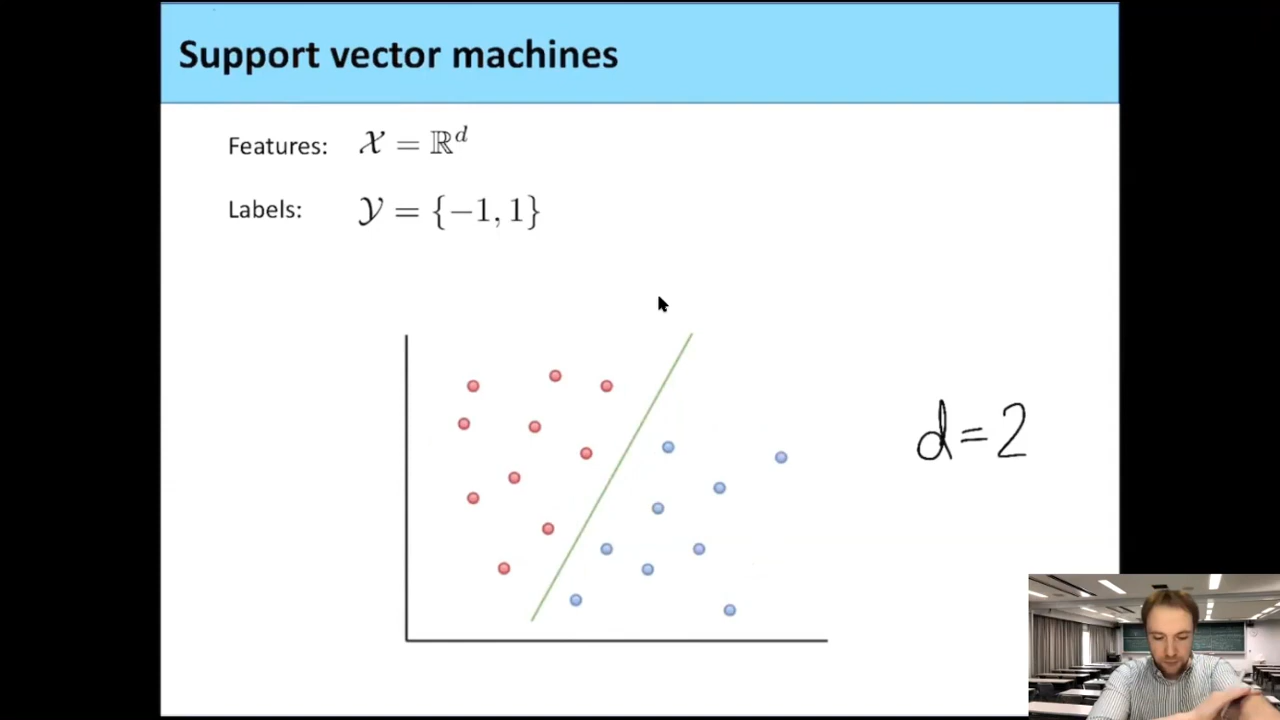 Support vector machines
Features: 𝒳 = ℝ^d
Labels: 𝒴 = {−1, 1}
d=2